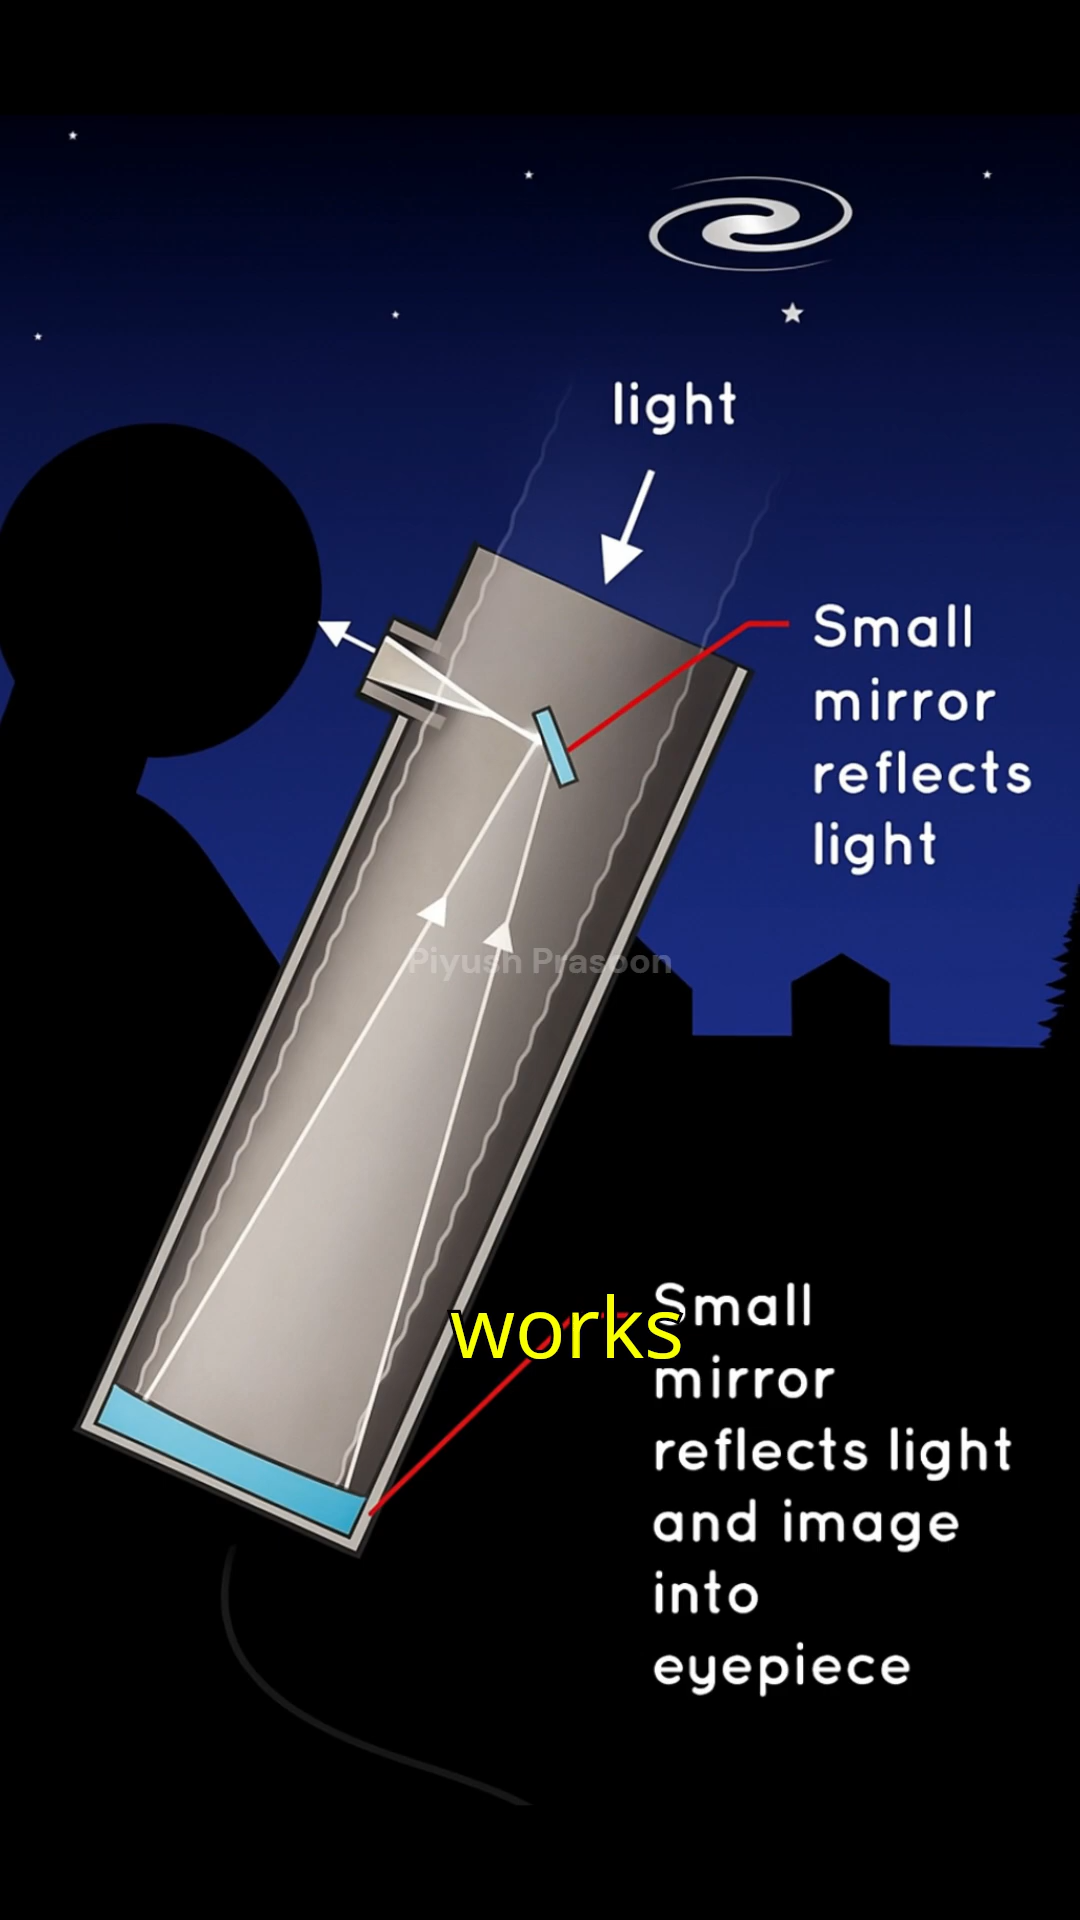 light
Small
mirror
reflects
light
Piyush Prasoon
Small
works
mirror
reflects light
and image
into
eyepiece